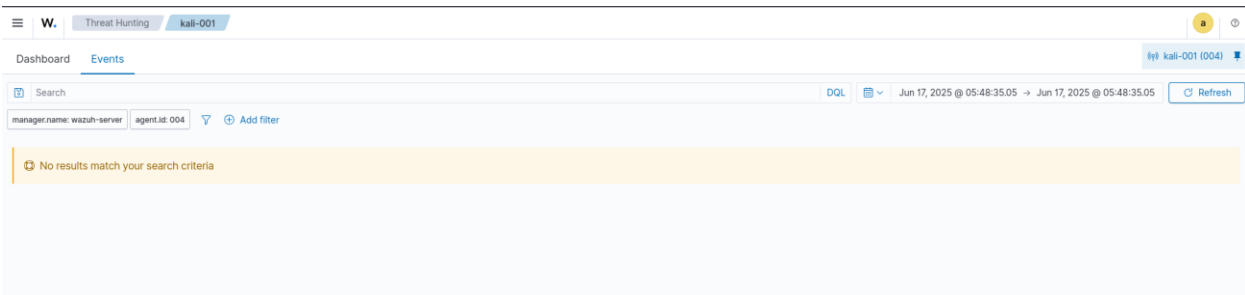 W. Threat Hunting kali-001 a
Dashboard Events kali-001 (004)
Search DQL Jun 17, 2025 @ 05:48:35.05 → Jun 17, 2025 @ 05:48:35.05 Refresh
manager.name: wazuh-server agent.id: 004 Add filter
No results match your search criteria